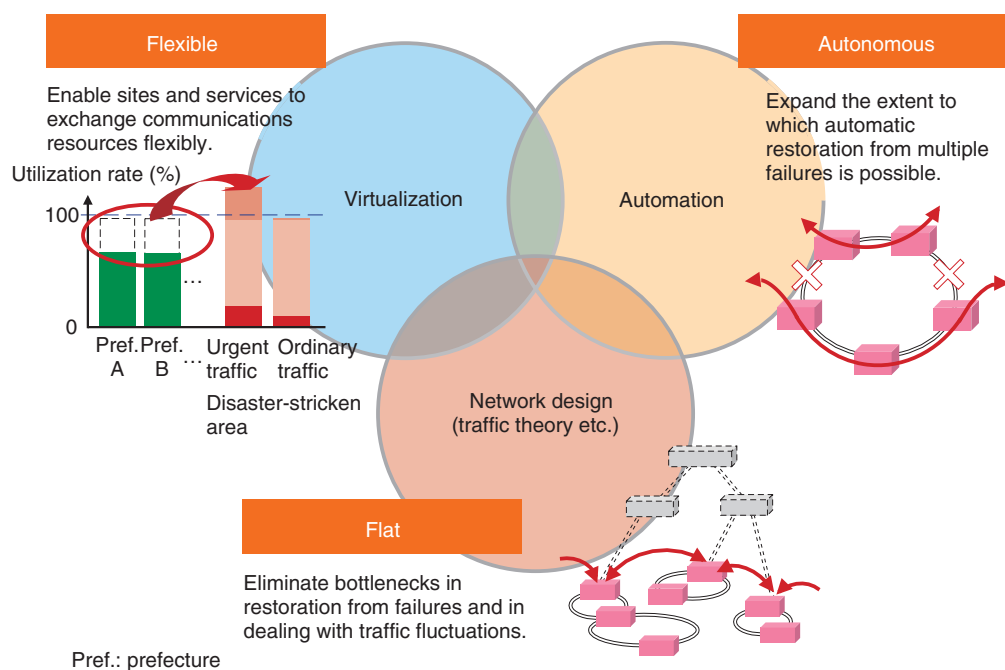 Flexible
Enable sites and services to
exchange communications
resources flexibly.
Utilization rate (%)
100
0
...
Pref.
A
Pref.
B
...
Urgent
traffic
Ordinary
traffic
Disaster-stricken
area
Virtualization
Automation
Network design
(traffic theory etc.)
Autonomous
Expand the extent to
which automatic
restoration from multiple
failures is possible.
Flat
Eliminate bottlenecks in
restoration from failures and in
dealing with traffic fluctuations.
Pref.: prefecture